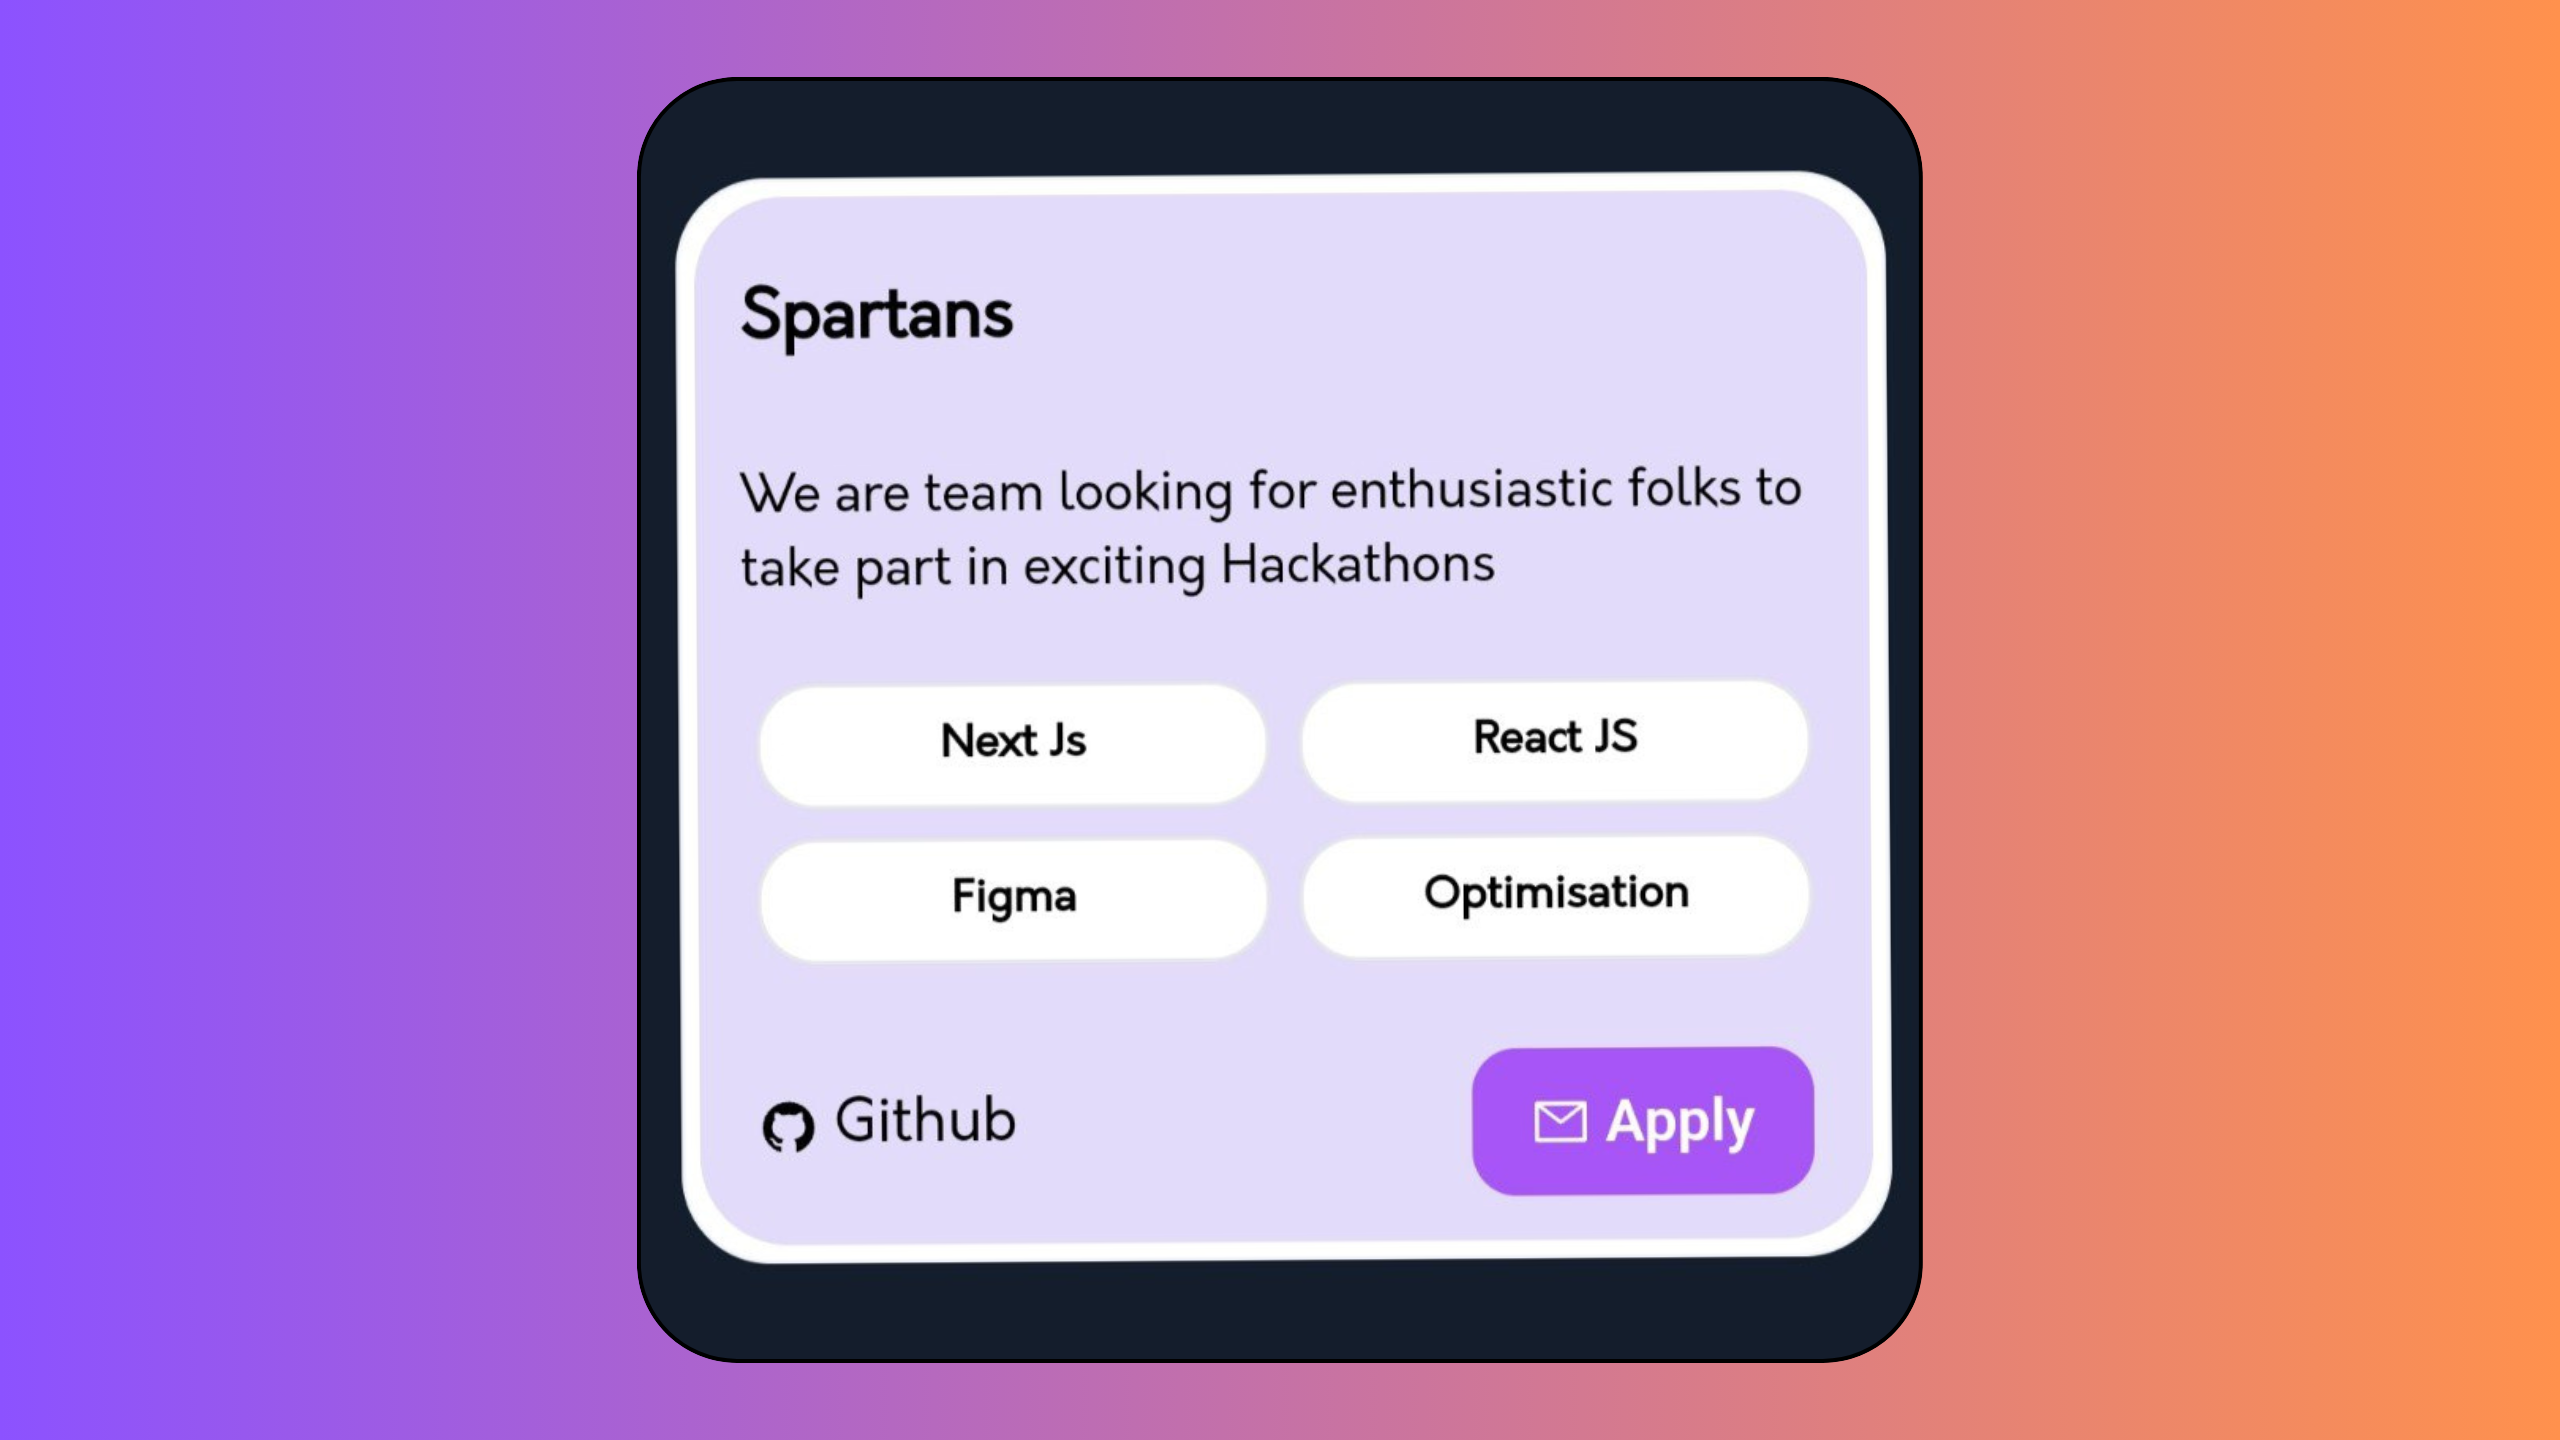 Spartans
We are team looking for enthusiastic folks to
take part in exciting Hackathons
Next Js
React JS
Figma
Optimisation
Github
Apply